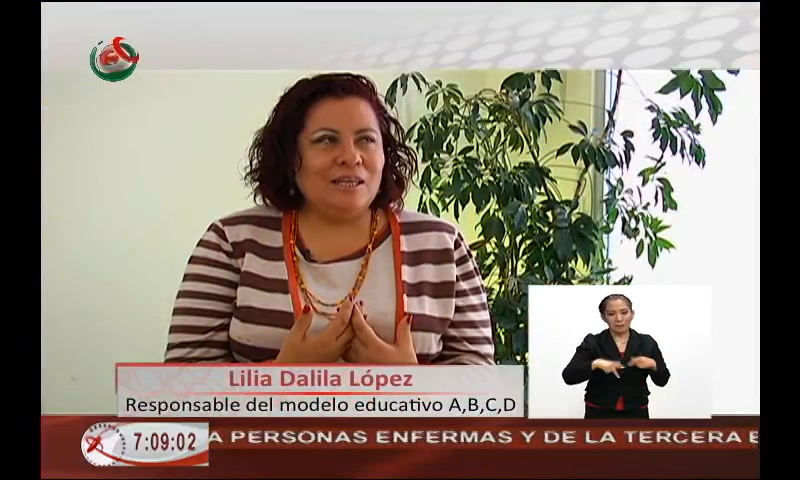 Lilia Dalila López
Responsable del modelo educativo A,B,C,D
7:09:02
A PERSONAS ENFERMAS Y DE LA TERCERA E